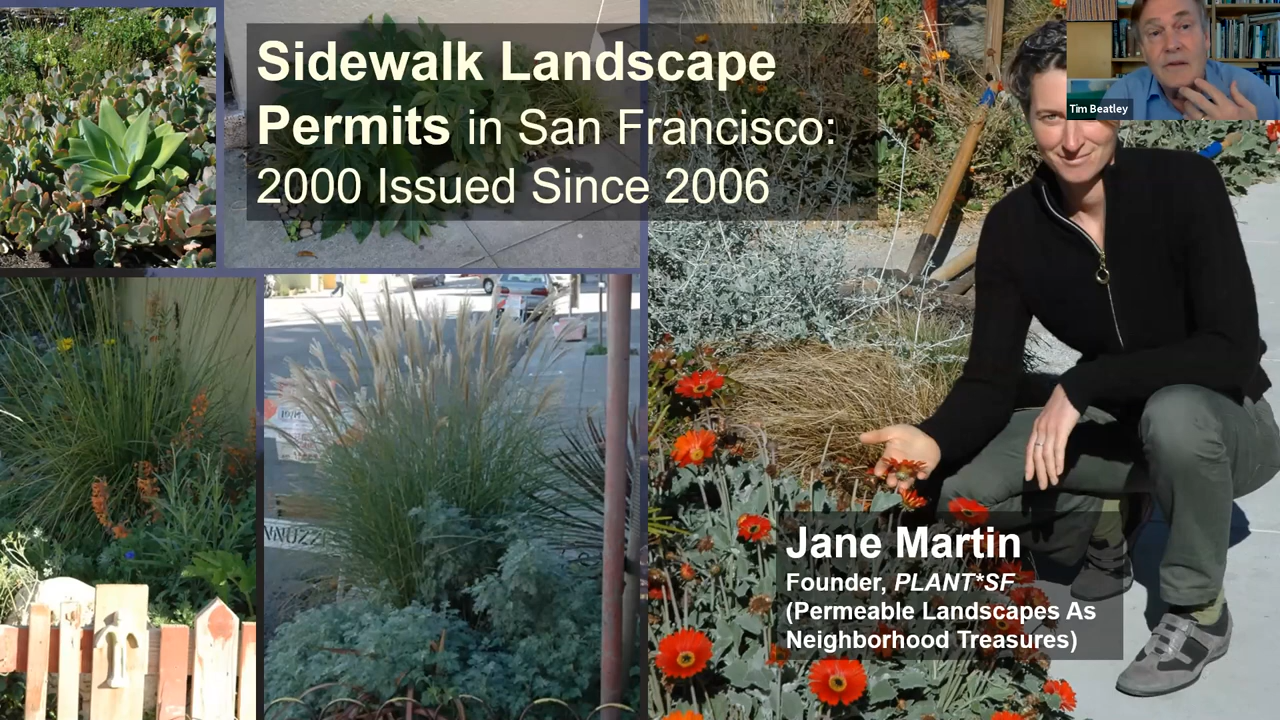 Sidewalk Landscape
Permits in San Francisco:
2000 Issued Since 2006
Tim Beatley
Jane Martin
Founder, PLANT*SF
(Permeable Landscapes As
Neighborhood Treasures)